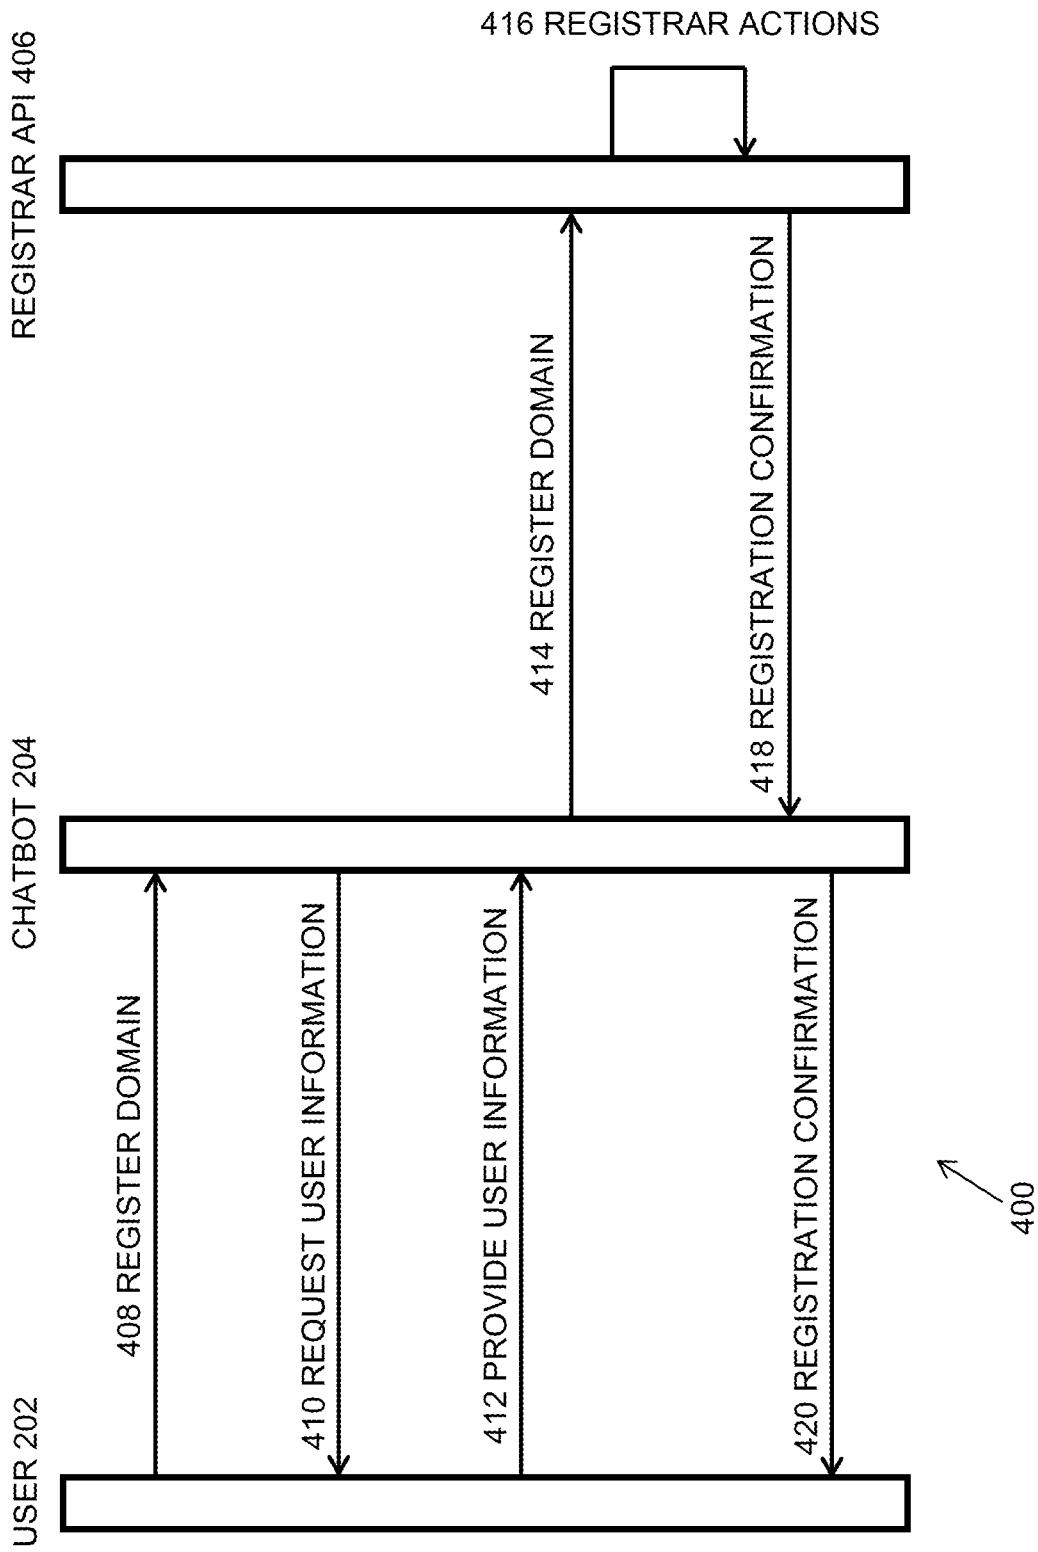 USER 202
CHATBOT 204
REGISTRAR API 406
408 REGISTER DOMAIN
410 REQUEST USER INFORMATION
412 PROVIDE USER INFORMATION
414 REGISTER DOMAIN
416 REGISTRAR ACTIONS
418 REGISTRATION CONFIRMATION
420 REGISTRATION CONFIRMATION
400